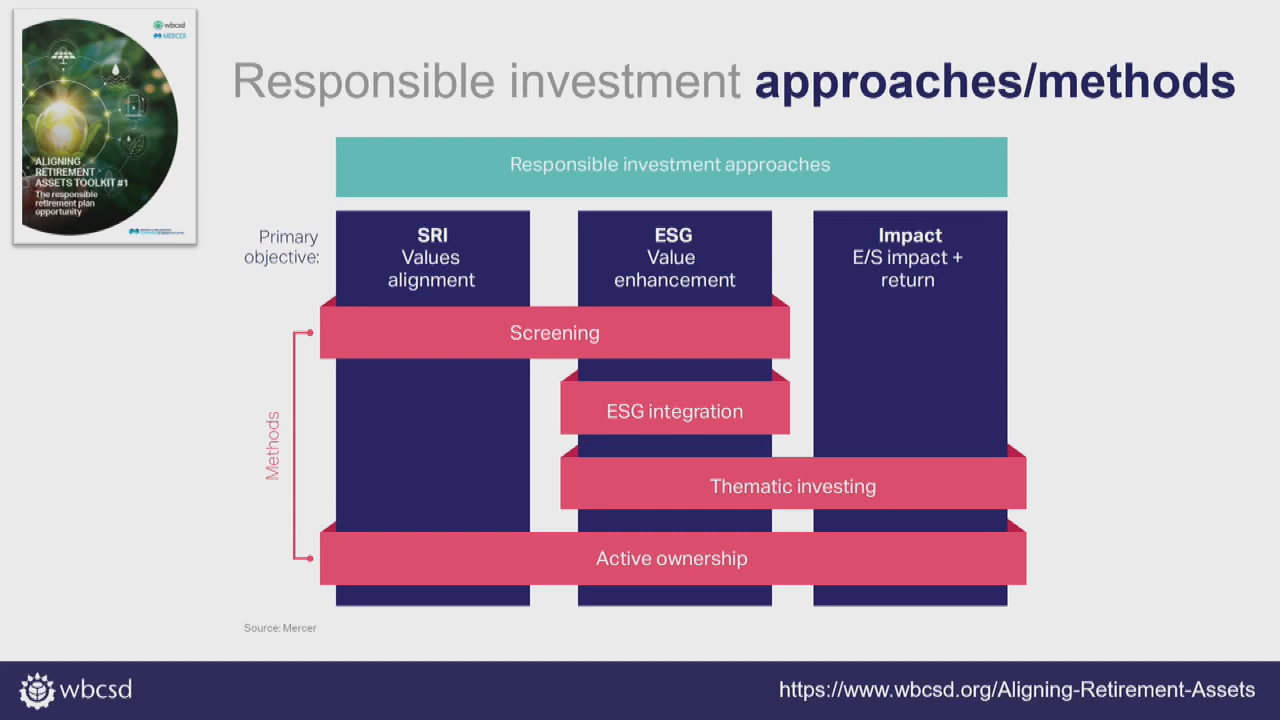 wbcsd
MERCER
ALIGNING
RETIREMENT
ASSETS TOOLKIT #1
The responsible
retirement plan
opportunity
Responsible investment approaches/methods
Responsible investment approaches
Primary
objective:
SRI
Values
alignment
ESG
Value
enhancement
Impact
E/S impact +
return
Methods
Screening
ESG integration
Thematic investing
Active ownership
Source: Mercer
wbcsd
https://www.wbcsd.org/Aligning-Retirement-Assets